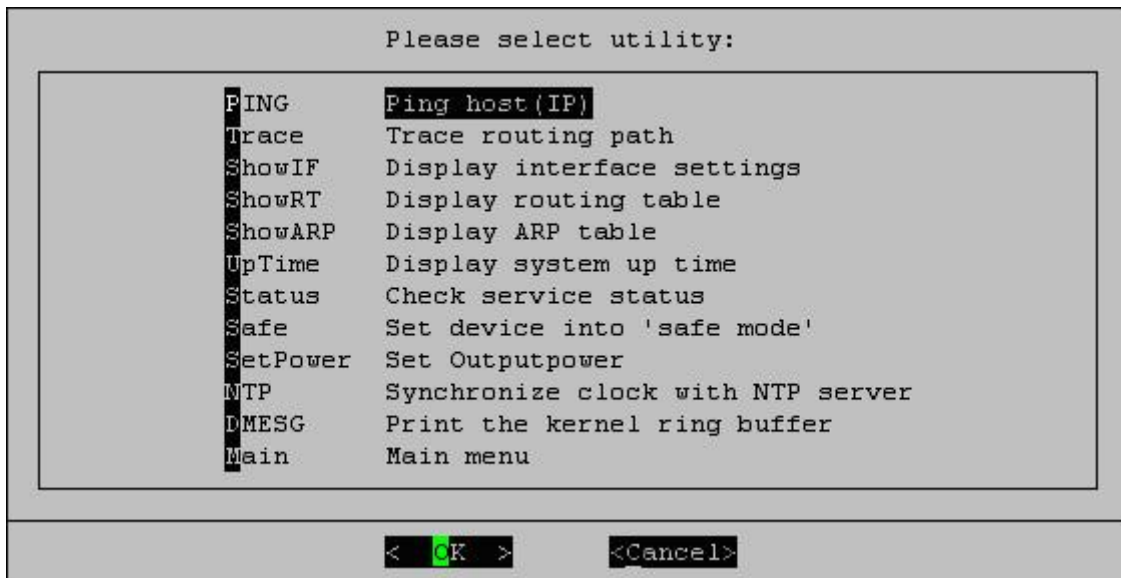 Please select utility:
PING Ping host(IP)
Trace Trace routing path
ShowIF Display interface settings
ShowRT Display routing table
ShowARP Display ARP table
UpTime Display system up time
Status Check service status
Safe Set device into 'safe mode'
SetPower Set Outputpower
NTP Synchronize clock with NTP server
DMESG Print the kernel ring buffer
Main Main menu
< OK > <Cancel>